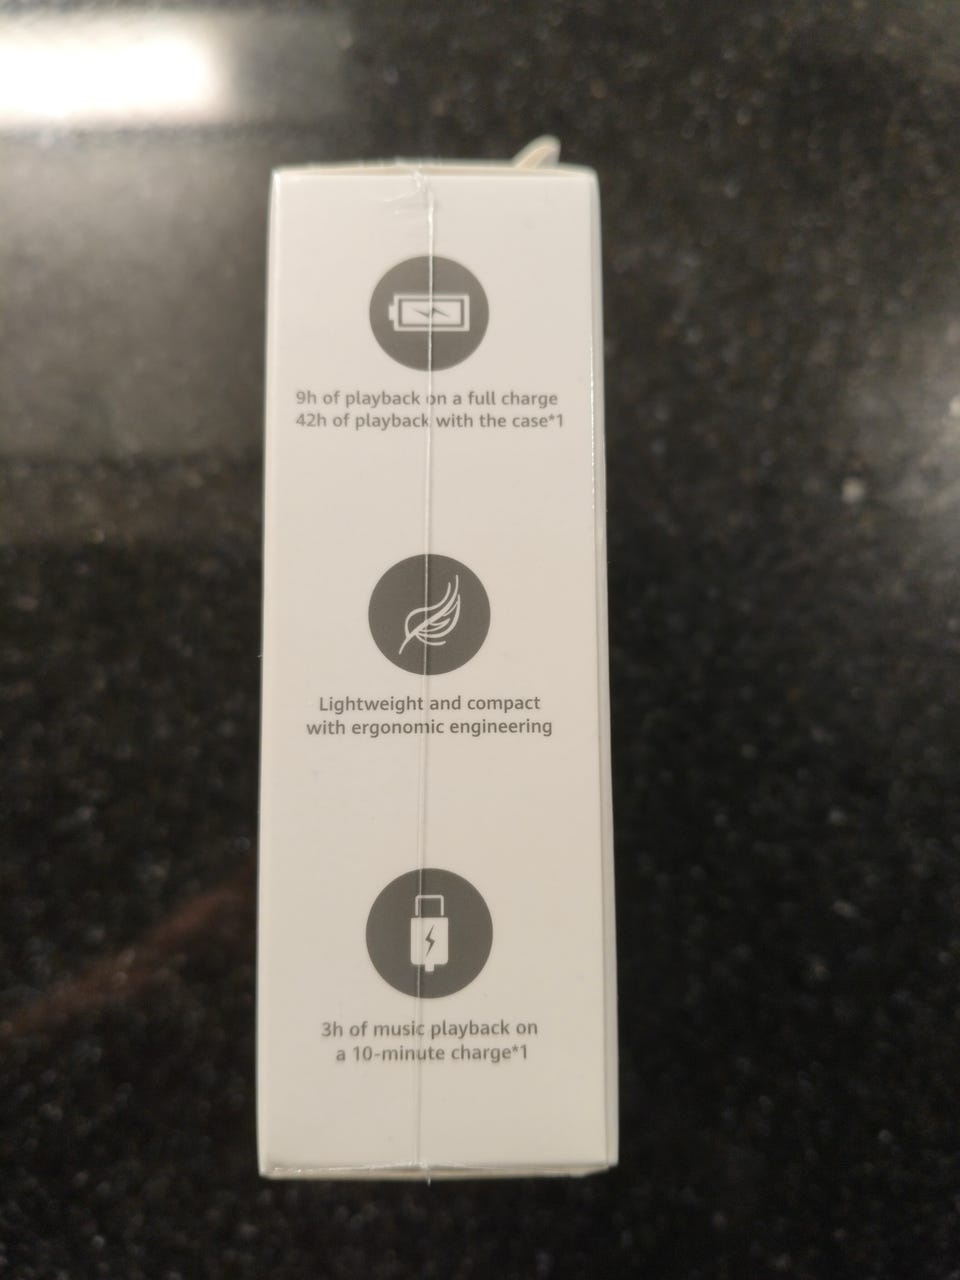 9h of playback on a full charge
42h of playback with the case*1
Lightweight and compact
with ergonomic engineering
3h of music playback on
a 10-minute charge*1